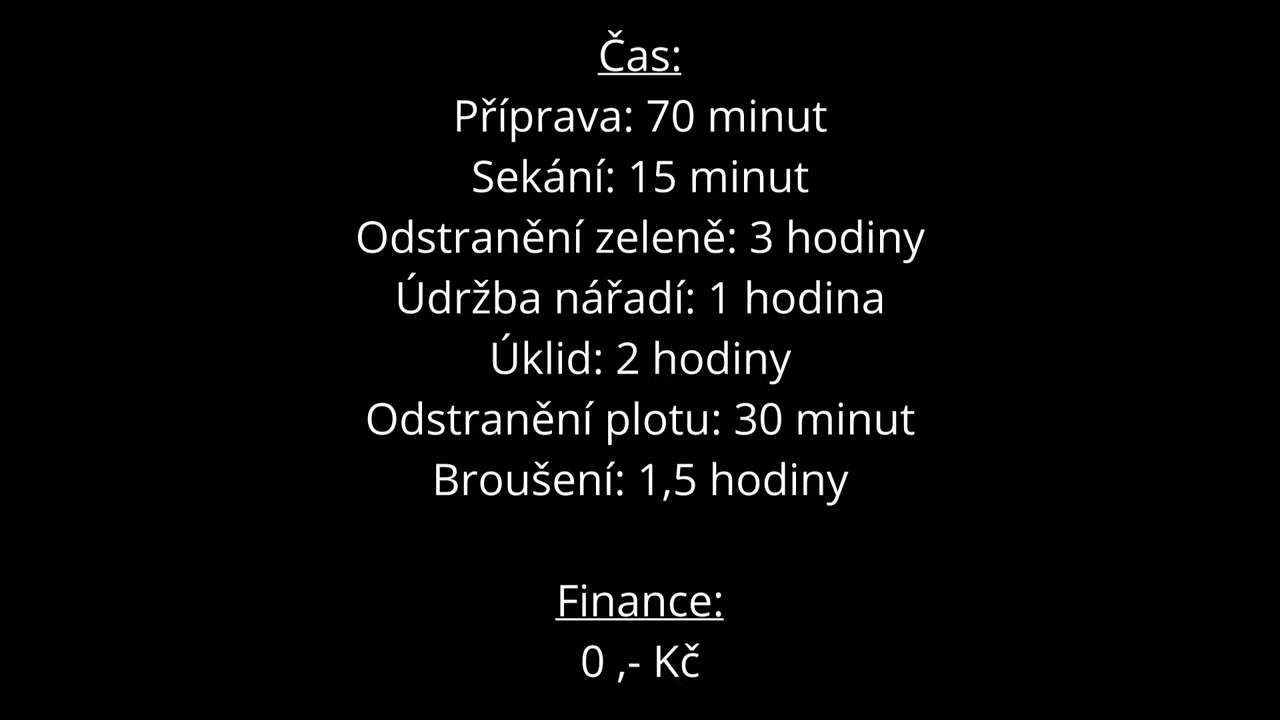 Čas:
Příprava: 70 minut
Sekání: 15 minut
Odstranění zeleně: 3 hodiny
Údržba nářadí: 1 hodina
Úklid: 2 hodiny
Odstranění plotu: 30 minut
Broušení: 1,5 hodiny
Finance:
0 ,- Kč